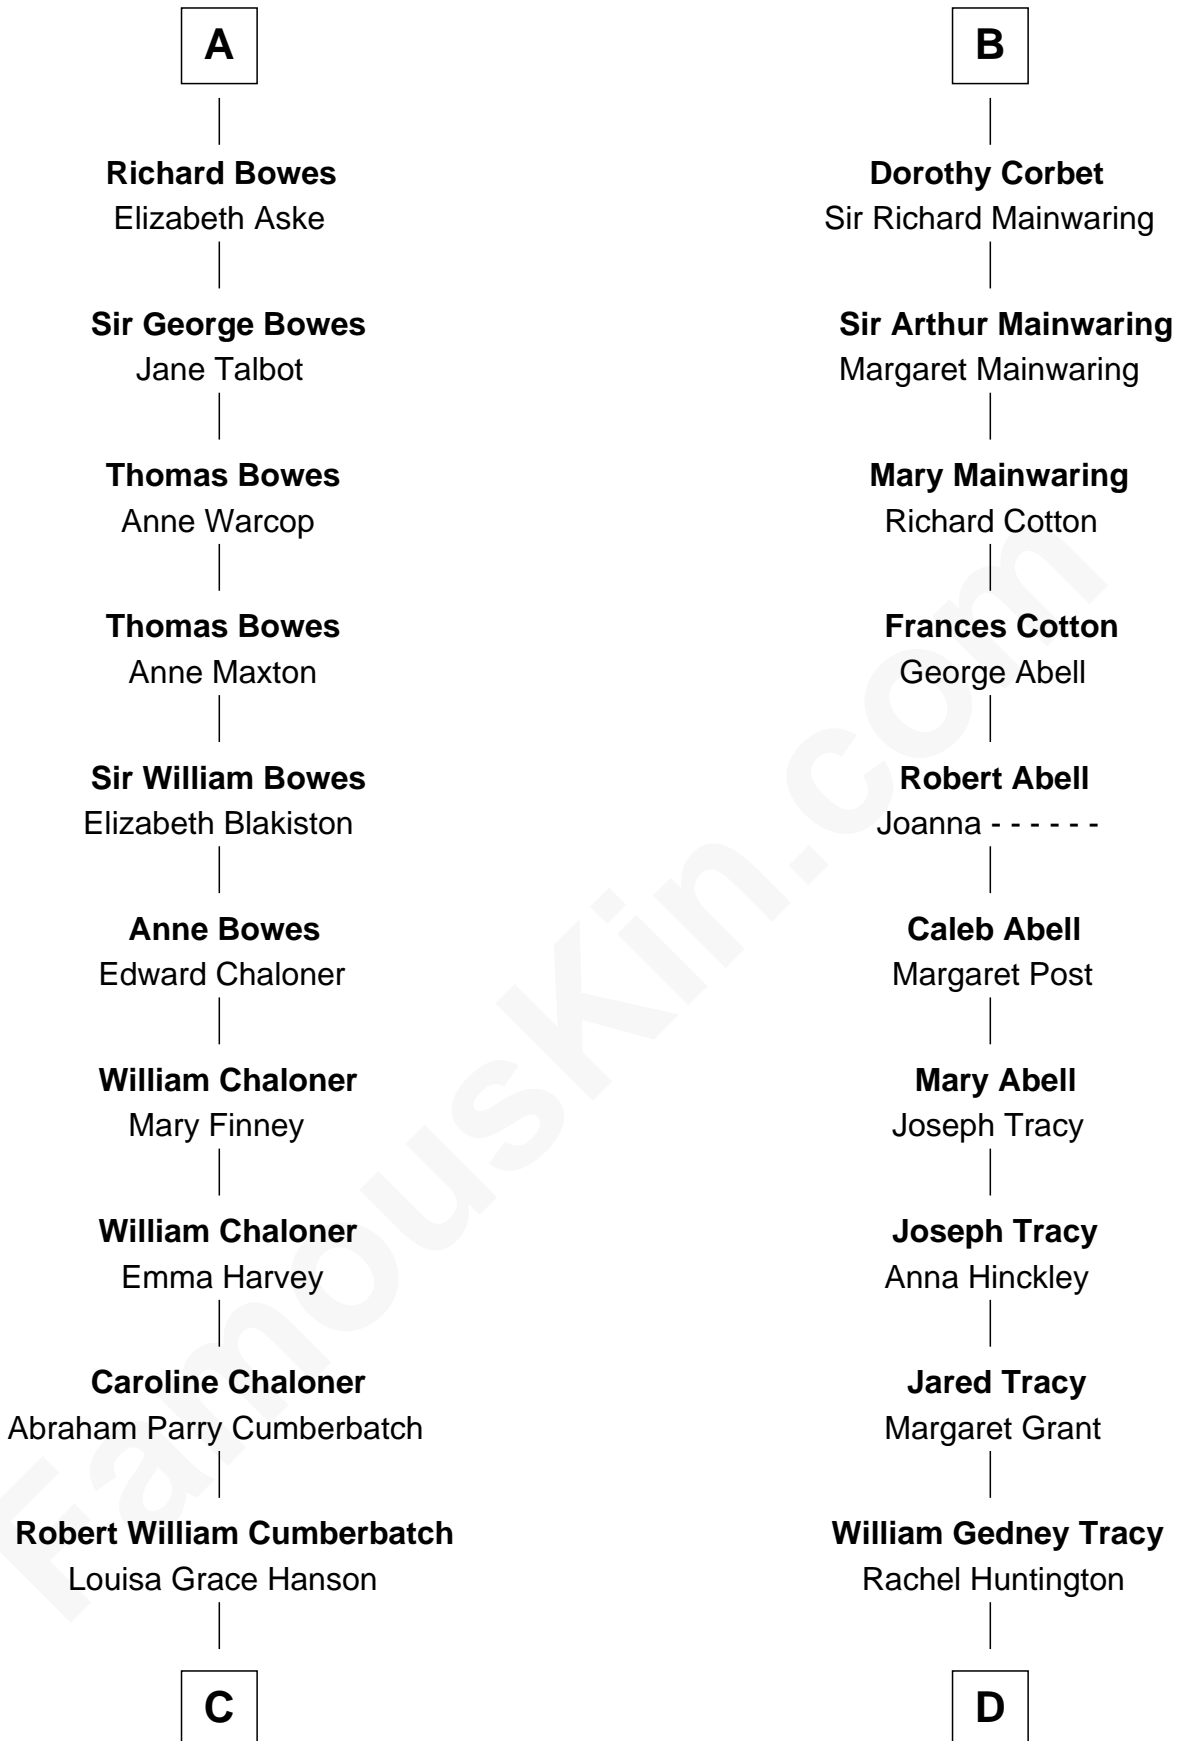 A
Richard Bowes
Elizabeth Aske
Sir George Bowes
Jane Talbot
Thomas Bowes
Anne Warcop
Thomas Bowes
Anne Maxton
Sir William Bowes
Elizabeth Blakiston
Anne Bowes
Edward Chaloner
William Chaloner
Mary Finney
William Chaloner
Emma Harvey
Caroline Chaloner
Abraham Parry Cumberbatch
Robert William Cumberbatch
Louisa Grace Hanson
C
B
Dorothy Corbet
Sir Richard Mainwaring
Sir Arthur Mainwaring
Margaret Mainwaring
Mary Mainwaring
Richard Cotton
Frances Cotton
George Abell
Robert Abell
Joanna - - - - - -
Caleb Abell
Margaret Post
Mary Abell
Joseph Tracy
Joseph Tracy
Anna Hinckley
Jared Tracy
Margaret Grant
William Gedney Tracy
Rachel Huntington
D
FamousKin.com